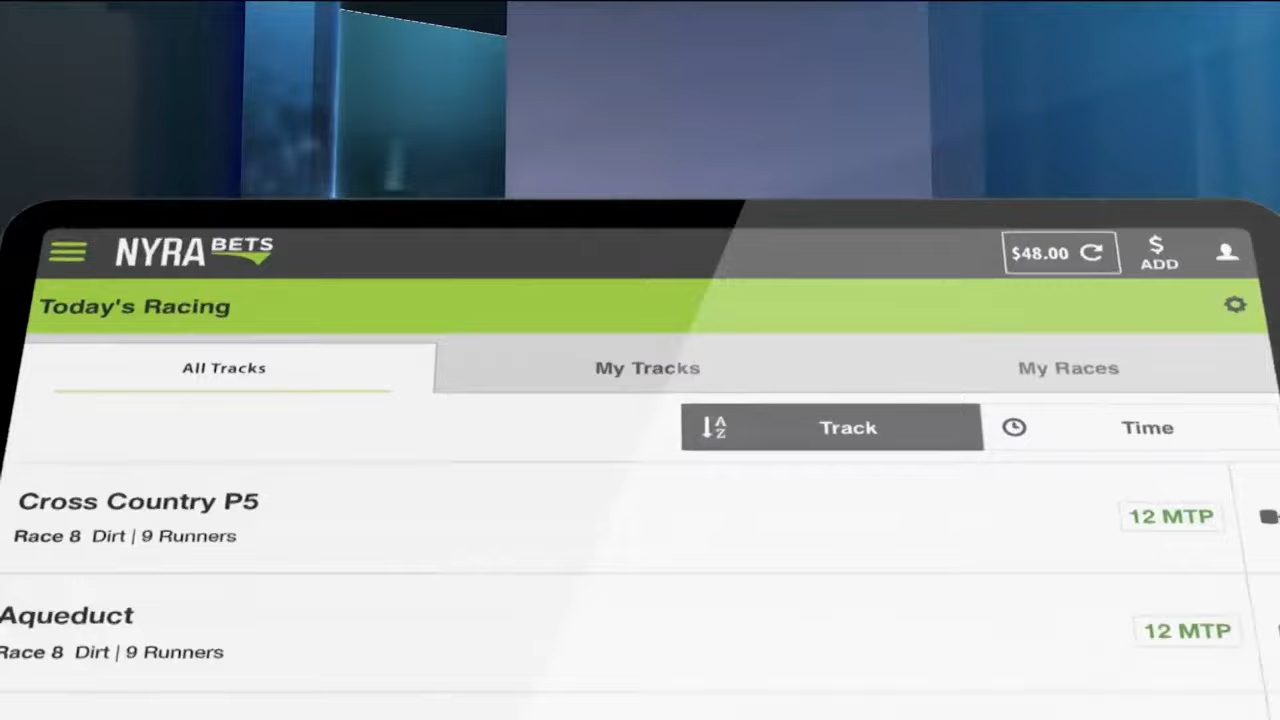 NYRA BETS
$48.00
$
ADD
Today's Racing
All Tracks
My Tracks
My Races
A
Z
Track
Time
Cross Country P5
12 MTP
Race 8 Dirt | 9 Runners
Aqueduct
12 MTP
Race 8 Dirt | 9 Runners